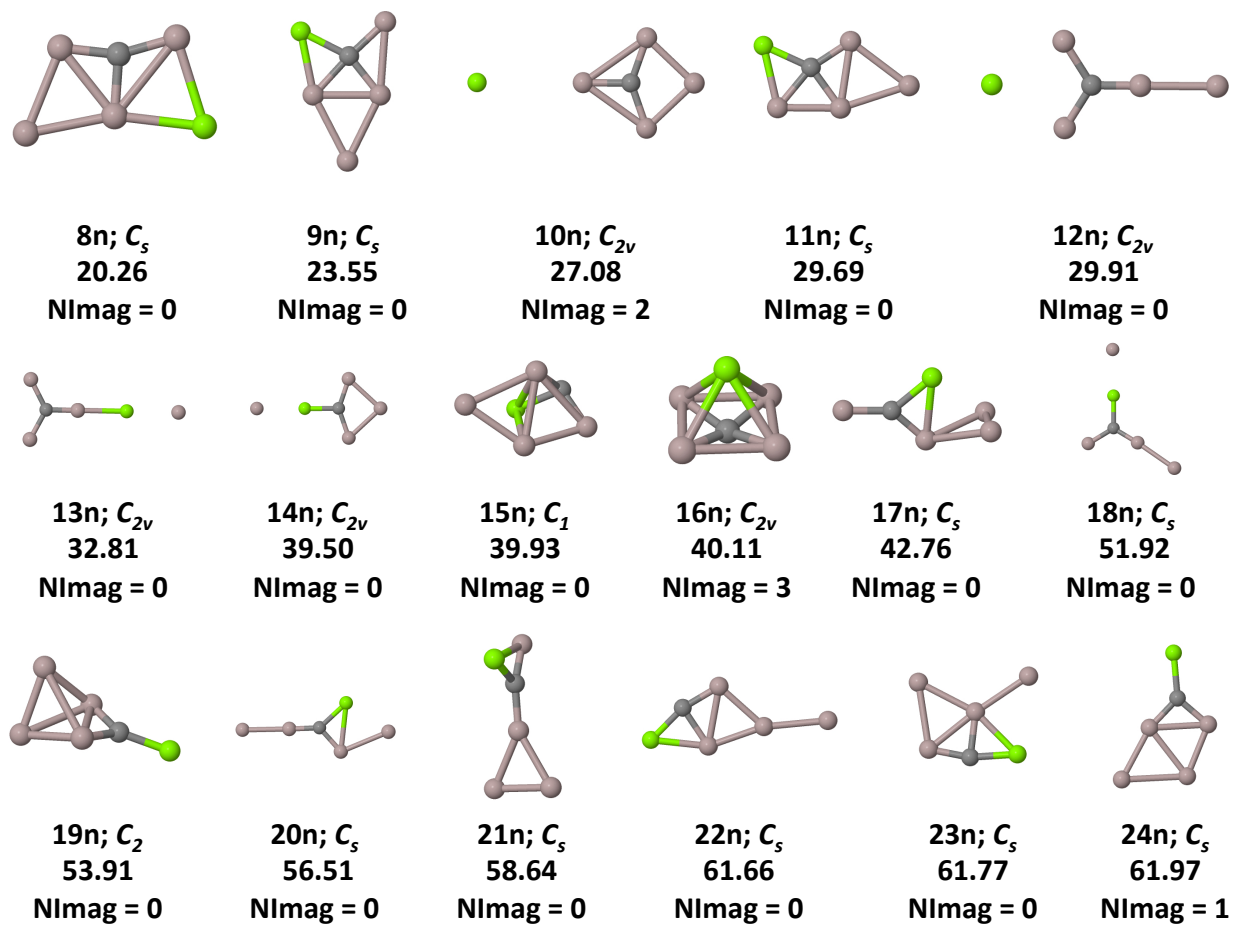 8n; Cs
20.26
NImag = 0
9n; Cs
23.55
NImag = 0
10n; C2v
27.08
NImag = 2
11n; Cs
29.69
NImag = 0
12n; C2v
29.91
NImag = 0
13n; C2v
32.81
NImag = 0
14n; C2v
39.50
NImag = 0
15n; C1
39.93
NImag = 0
16n; C2v
40.11
NImag = 3
17n; Cs
42.76
NImag = 0
18n; Cs
51.92
NImag = 0
19n; C2
53.91
NImag = 0
20n; Cs
56.51
NImag = 0
21n; Cs
58.64
NImag = 0
22n; Cs
61.66
NImag = 0
23n; Cs
61.77
NImag = 0
24n; Cs
61.97
NImag = 1